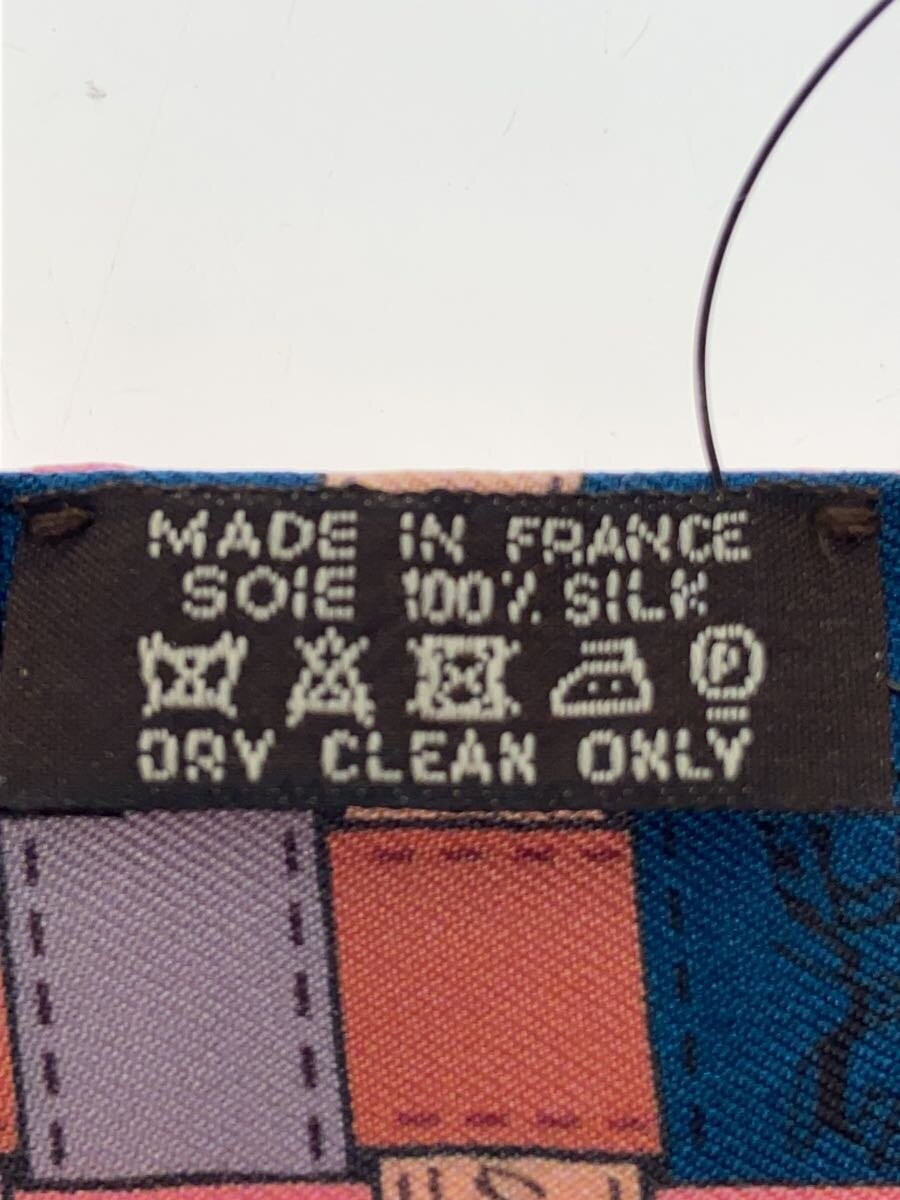 MADE IN FRANCE
SOIE 100% SILK
P
DRY CLEAN ONLY